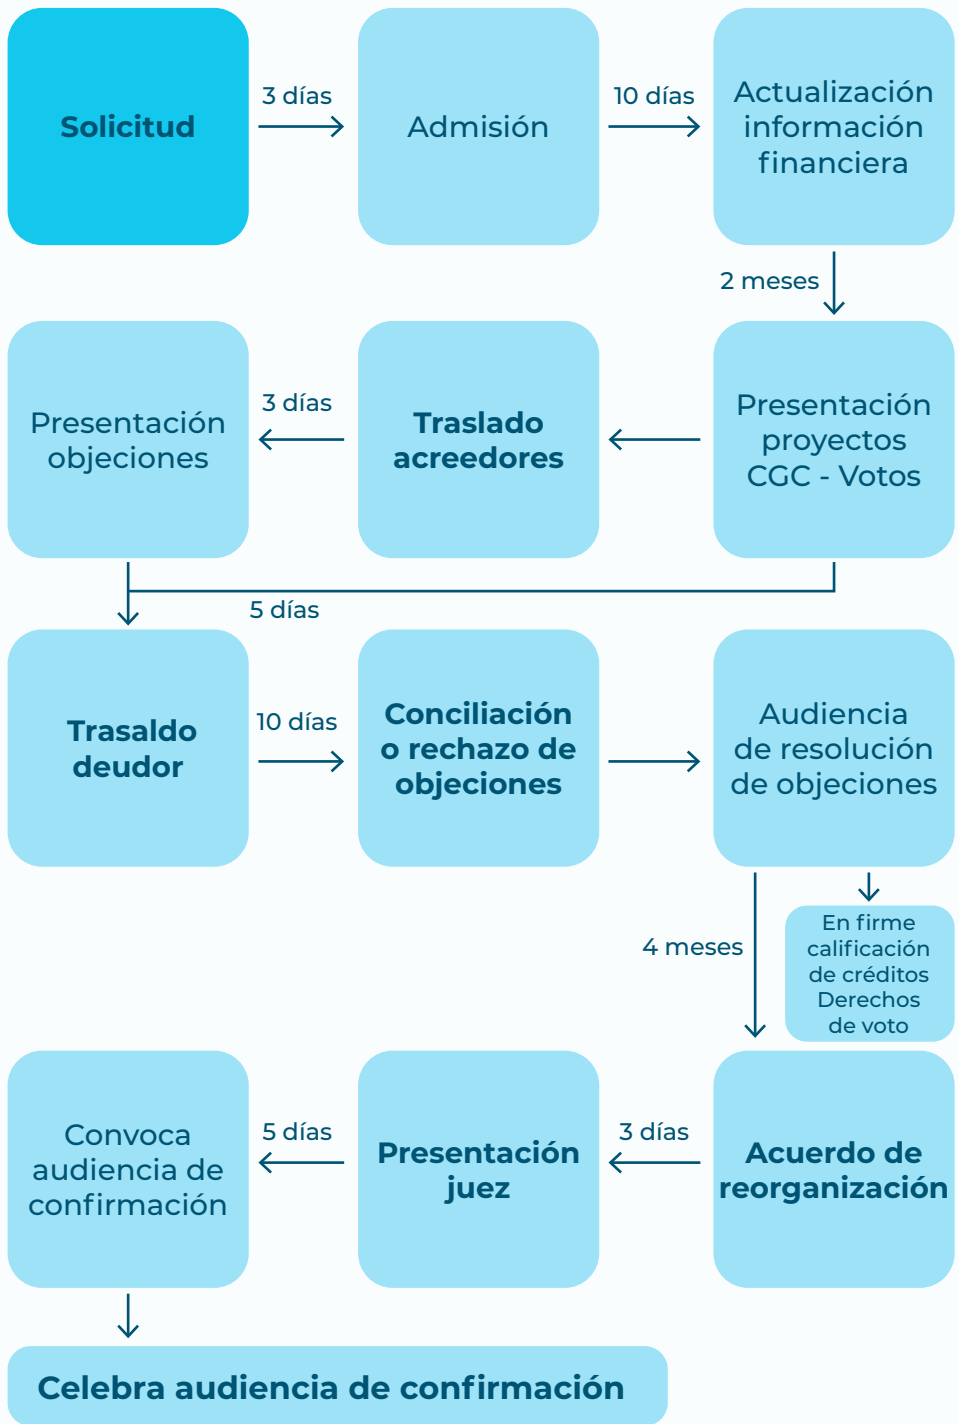 Solicitud
3 días
Admisión
10 días
Actualización
información
financiera
2 meses
Presentación
proyectos
CGC - Votos
Traslado
acreedores
3 días
Presentación
objeciones
5 días
Trasaldo
deudor
10 días
Conciliación
o rechazo de
objeciones
Audiencia
de resolución
de objeciones
En firme
calificación
de créditos
Derechos
de voto
4 meses
Acuerdo de
reorganización
3 días
Presentación
juez
5 días
Convoca
audiencia de
confirmación
Celebra audiencia de confirmación